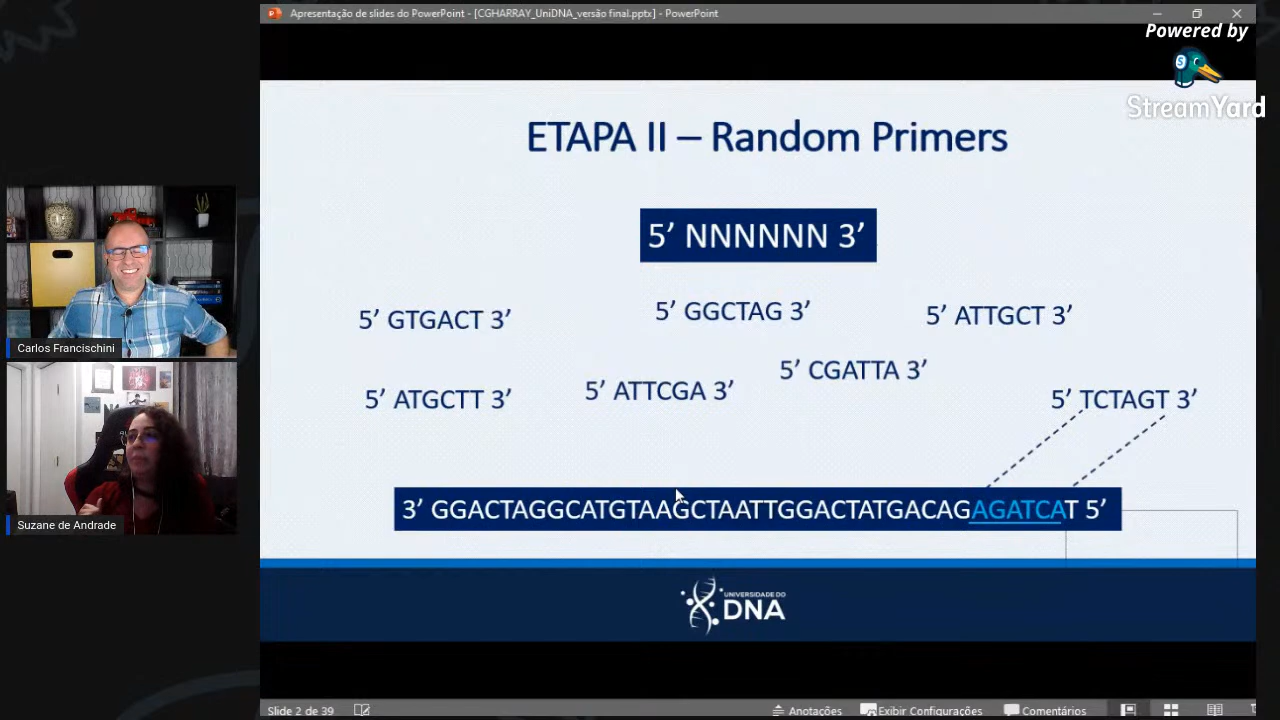 Apresentação de slides do PowerPoint - [CGHARRAY_UniDNA_versão final.pptx] - PowerPoint
Powered by
StreamYard
ETAPA II – Random Primers
5’ NNNNNN 3’
5’ GTGACT 3’
5’ GGCTAG 3’
5’ ATTGCT 3’
5’ ATGCTT 3’
5’ ATTCGA 3’
5’ CGATTA 3’
5’ TCTAGT 3’
3’ GGACTAGGCATGTAAGCTAATTGGACTATGACAGAGATCAT 5’
Carlos Francischini
Suzane de Andrade
UNIVERSIDADE DO
DNA
Slide 2 de 39
Anotações
Exibir Configurações
Comentários